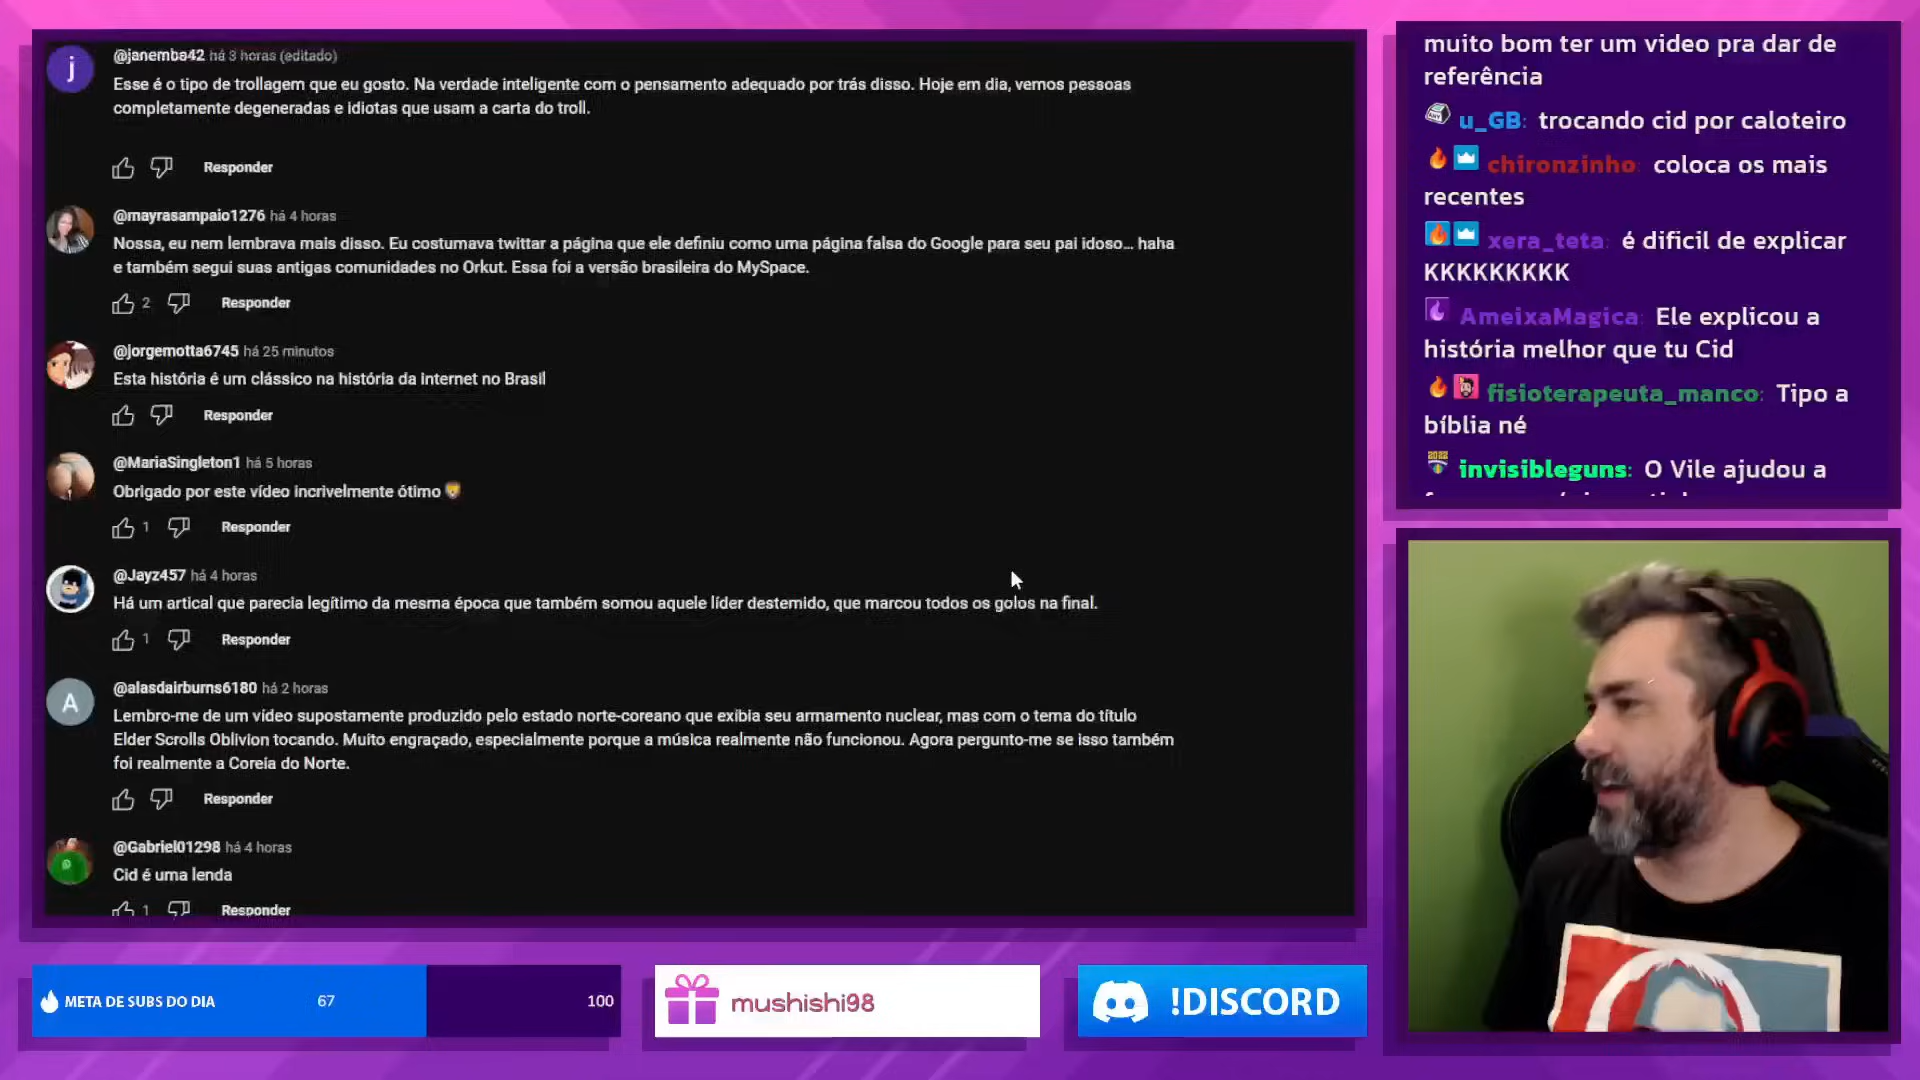 @janemba42 há 3 horas (editado)
Esse é o tipo de trollagem que eu gosto. Na verdade inteligente com o pensamento adequado por trás disso. Hoje em dia, vemos pessoas
completamente degeneradas e idiotas que usam a carta do troll.
Responder
@mayrasampaio1276 há 4 horas
Nossa, eu nem lembrava mais disso. Eu costumava twittar a página que ele definiu como uma página falsa do Google para seu pai idoso... haha
e também segui suas antigas comunidades no Orkut. Essa foi a versão brasileira do MySpace.
2 Responder
@jorgemotta6745 há 25 minutos
Esta história é um clássico na história da internet no Brasil
Responder
@MariaSingleton1 há 5 horas
Obrigado por este vídeo incrivelmente ótimo
1 Responder
@Jayz457 há 4 horas
Há um artical que parecia legítimo da mesma época que também somou aquele líder destemido, que marcou todos os golos na final.
1 Responder
@alasdairburns6180 há 2 horas
Lembro-me de um vídeo supostamente produzido pelo estado norte-coreano que exibia seu armamento nuclear, mas com o tema do título
Elder Scrolls Oblivion tocando. Muito engraçado, especialmente porque a música realmente não funcionou. Agora pergunto-me se isso também
foi realmente a Coreia do Norte.
Responder
@Gabriel01298 há 4 horas
Cid é uma lenda
1 Responder
muito bom ter um video pra dar de
referência
u_GB: trocando cid por caloteiro
chironzinho: coloca os mais
recentes
xera_teta: é dificil de explicar
KKKKKKKKK
AmeixaMagica: Ele explicou a
história melhor que tu Cid
fisioterapeuta_manco: Tipo a
bíblia né
invisibleguns: O Vile ajudou a
META DE SUBS DO DIA 67 100
mushishi98
!DISCORD
j
A